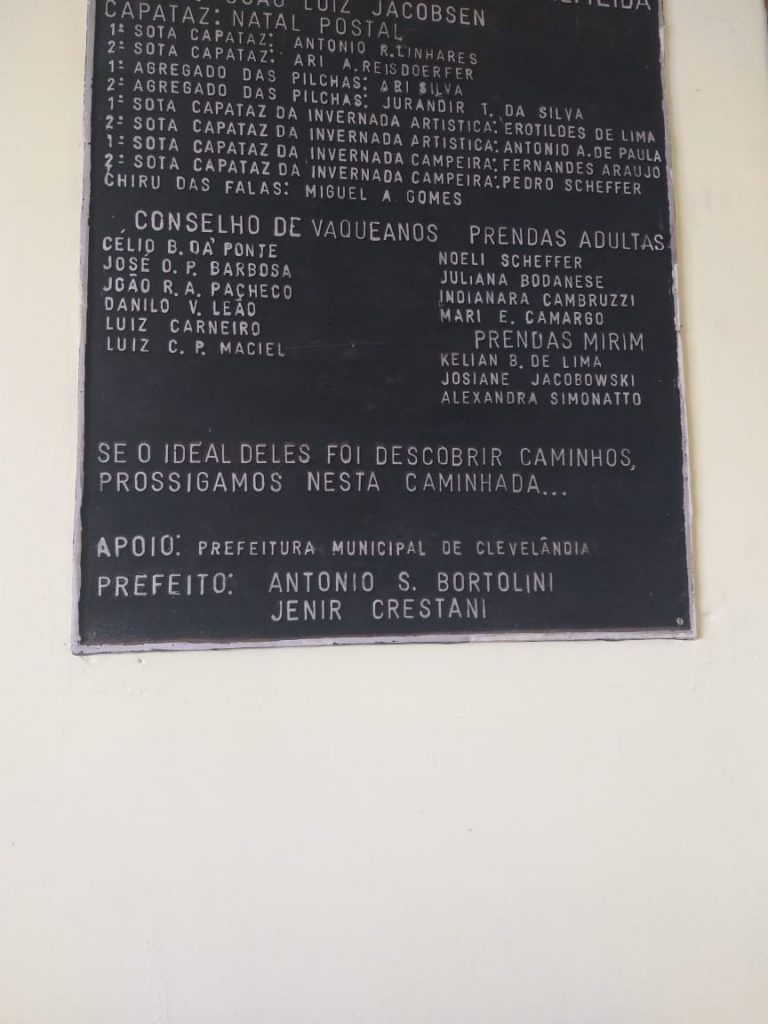 JOÃO LUIZ JACOBSEN
CAPATAZ: NATAL POSTAL
1º SOTA CAPATAZ: ANTONIO R. LINHARES
2º SOTA CAPATAZ: ARI A. REISDOERFER
1º AGREGADO DAS PILCHAS: ARI SILVA
2º AGREGADO DAS PILCHAS: JURANDIR T. DA SILVA
1º SOTA CAPATAZ DA INVERNADA ARTISTICA: EROTILDES DE LIMA
2º SOTA CAPATAZ DA INVERNADA ARTISTICA: ANTONIO A. DE PAULA
1º SOTA CAPATAZ DA INVERNADA CAMPEIRA: FERNANDES ARAUJO
2º SOTA CAPATAZ DA INVERNADA CAMPEIRA: PEDRO SCHEFFER
CHIRU DAS FALAS: MIGUEL A. GOMES
CONSELHO DE VAQUEANOS
CÉLIO B. DA PONTE
JOSÉ O. P. BARBOSA
JOÃO R. A. PACHECO
DANILO V. LEÃO
LUIZ CARNEIRO
LUIZ C. P. MACIEL
PRENDAS ADULTAS
NOELI SCHEFFER
JULIANA BODANESE
INDIANARA CAMBRUZZI
MARI E. CAMARGO
PRENDAS MIRIM
KELIAN B. DE LIMA
JOSIANE JACOBOWSKI
ALEXANDRA SIMONATTO
SE O IDEAL DELES FOI DESCOBRIR CAMINHOS,
PROSSIGAMOS NESTA CAMINHADA...
APOIO: PREFEITURA MUNICIPAL DE CLEVELÂNDIA
PREFEITO: ANTONIO S. BORTOLINI
JENIR CRESTANI